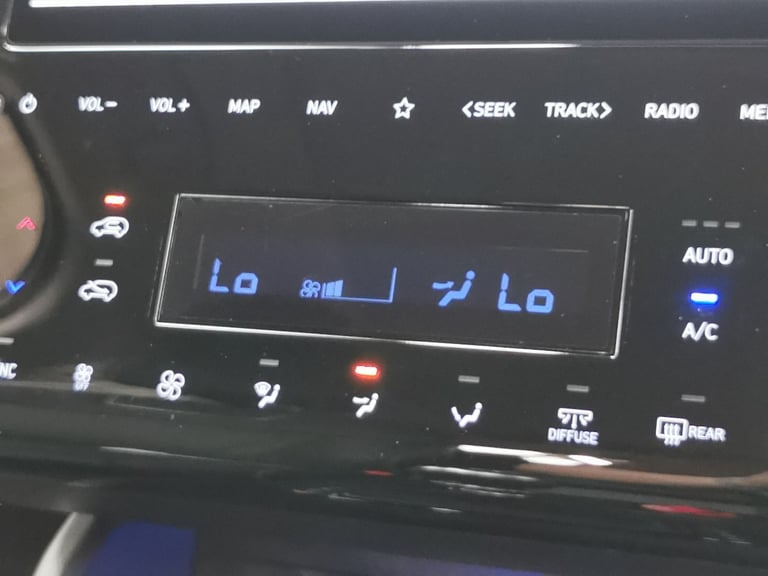 VOL− VOL+ MAP NAV <SEEK TRACK> RADIO
AUTO
Lo Lo
A/C
DIFFUSE REAR